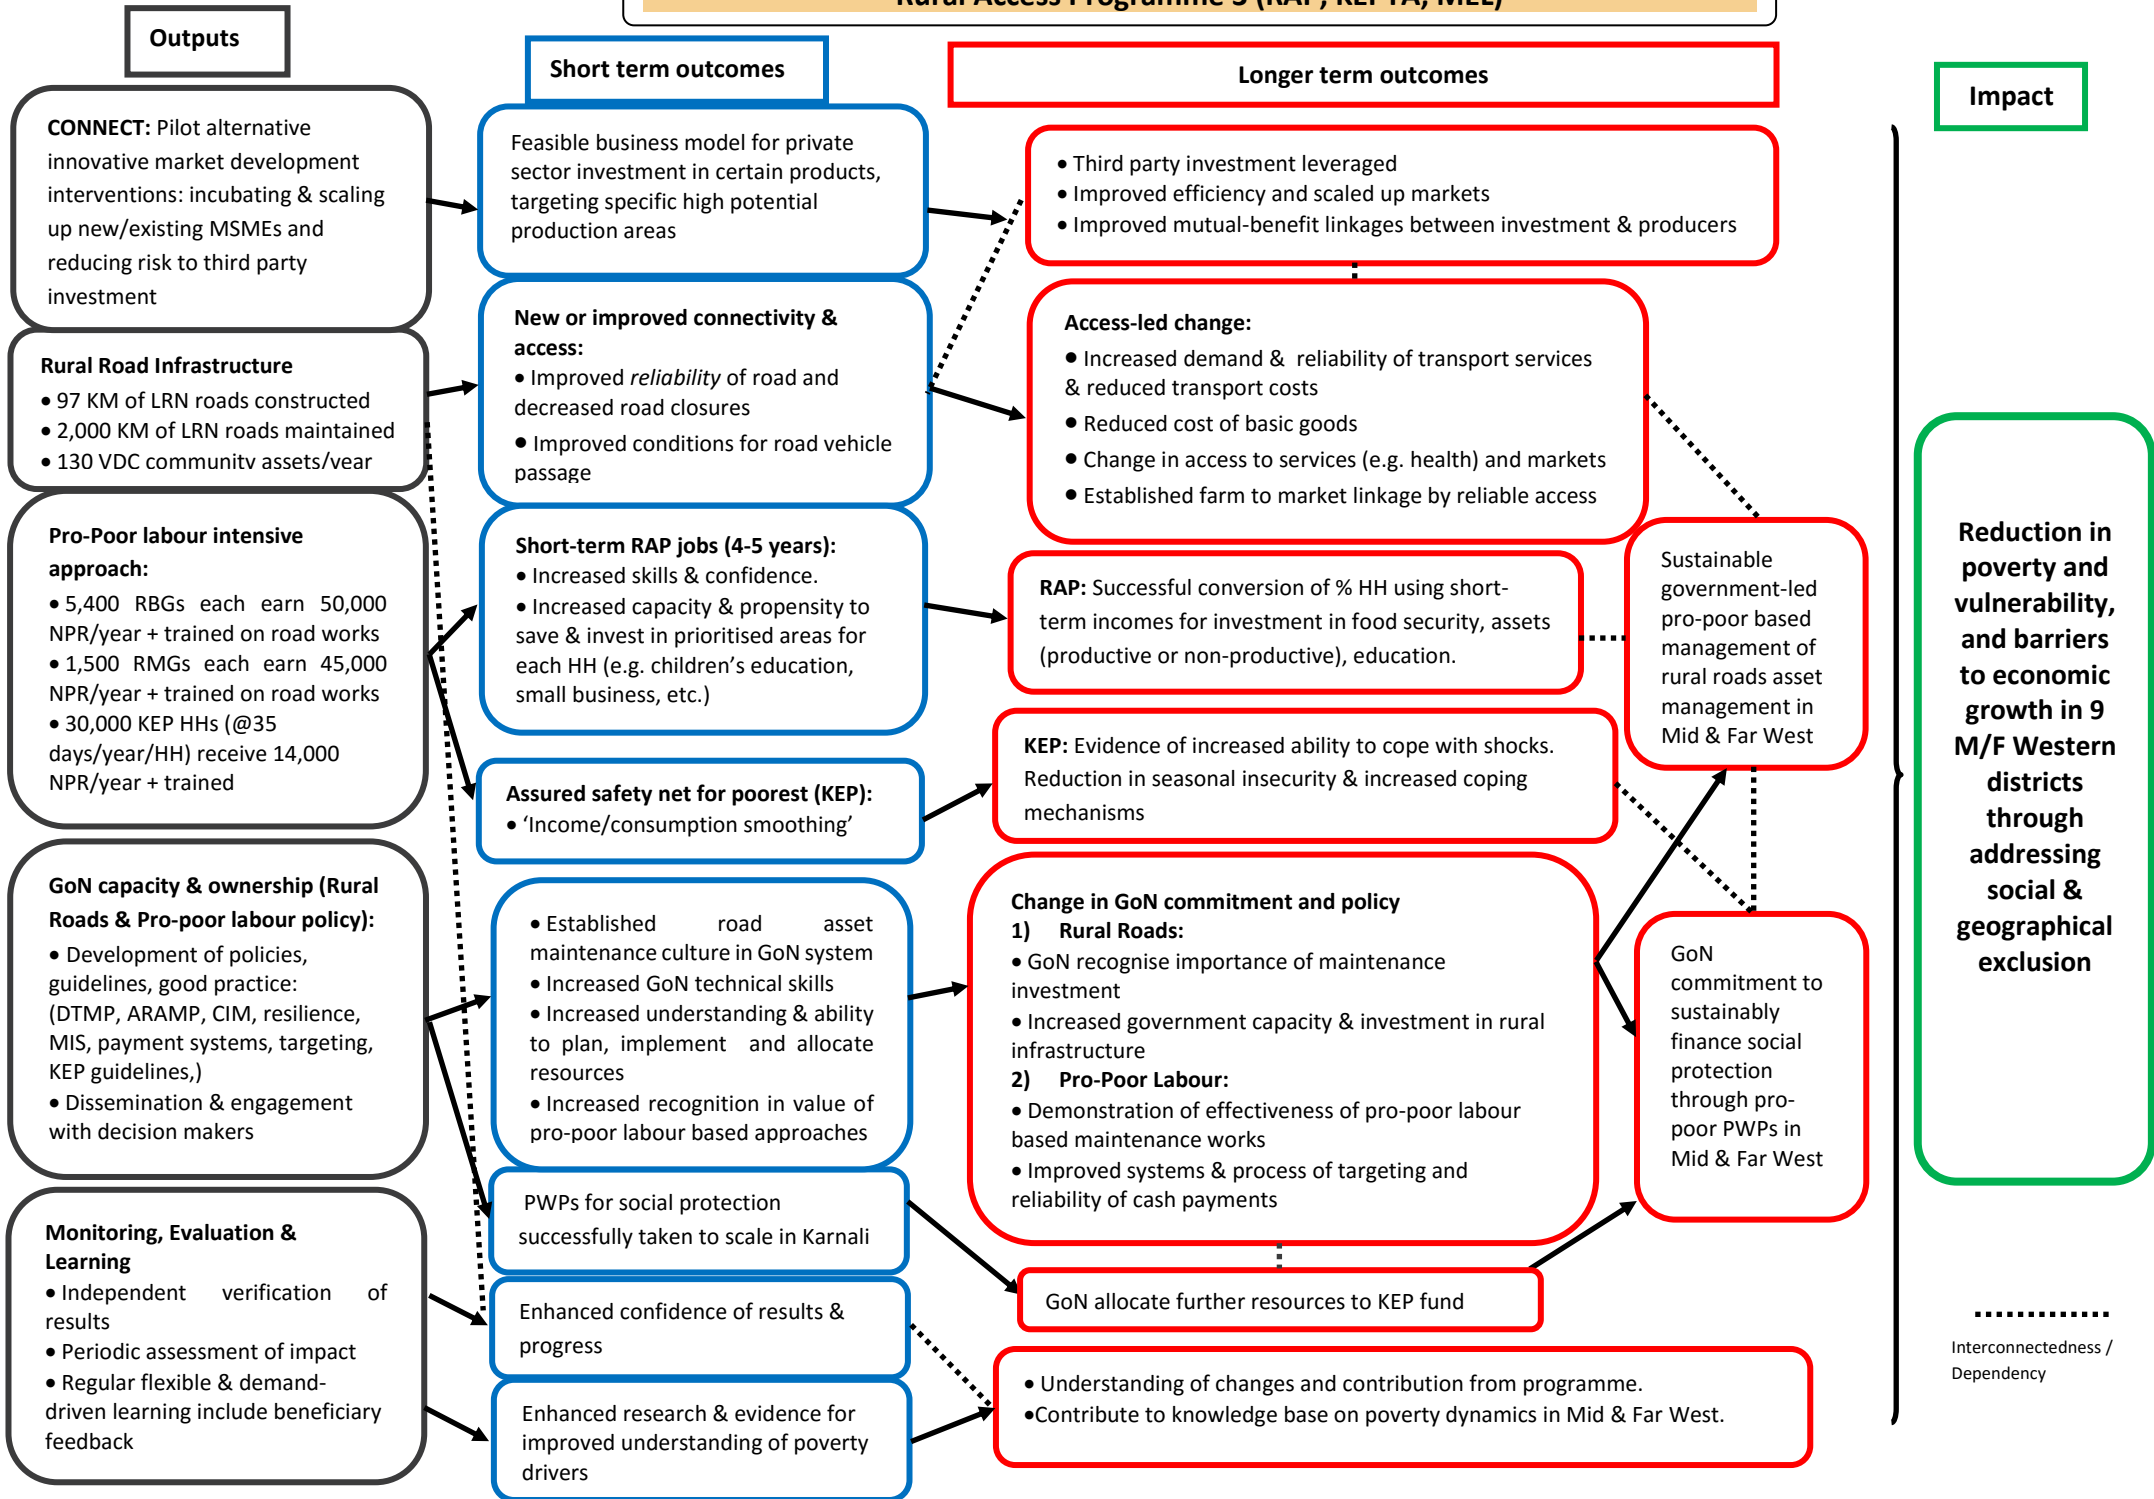 Rural Access Programme 3 (RAP, KEP TA, MEL)
Outputs
Short term outcomes
Longer term outcomes
Impact
CONNECT: Pilot alternative
innovative market development
interventions: incubating & scaling
up new/existing MSMEs and
reducing risk to third party
investment
Rural Road Infrastructure
• 97 KM of LRN roads constructed
• 2,000 KM of LRN roads maintained
• 130 VDC community assets/year
Pro-Poor labour intensive
approach:
• 5,400 RBGs each earn 50,000
NPR/year + trained on road works
• 1,500 RMGs each earn 45,000
NPR/year + trained on road works
• 30,000 KEP HHs (@35
days/year/HH) receive 14,000
NPR/year + trained
GoN capacity & ownership (Rural
Roads & Pro-poor labour policy):
• Development of policies,
guidelines, good practice:
(DTMP, ARAMP, CIM, resilience,
MIS, payment systems, targeting,
KEP guidelines,)
• Dissemination & engagement
with decision makers
Monitoring, Evaluation &
Learning
• Independent verification of
results
• Periodic assessment of impact
• Regular flexible & demand-
driven learning include beneficiary
feedback
Feasible business model for private
sector investment in certain products,
targeting specific high potential
production areas
New or improved connectivity &
access:
• Improved reliability of road and
decreased road closures
• Improved conditions for road vehicle
passage
Short-term RAP jobs (4-5 years):
• Increased skills & confidence.
• Increased capacity & propensity to
save & invest in prioritised areas for
each HH (e.g. children’s education,
small business, etc.)
Assured safety net for poorest (KEP):
• ‘Income/consumption smoothing’
• Established road asset
maintenance culture in GoN system
• Increased GoN technical skills
• Increased understanding & ability
to plan, implement and allocate
resources
• Increased recognition in value of
pro-poor labour based approaches
PWPs for social protection
successfully taken to scale in Karnali
Enhanced confidence of results &
progress
Enhanced research & evidence for
improved understanding of poverty
drivers
• Third party investment leveraged
• Improved efficiency and scaled up markets
• Improved mutual-benefit linkages between investment & producers
Access-led change:
• Increased demand & reliability of transport services
& reduced transport costs
• Reduced cost of basic goods
• Change in access to services (e.g. health) and markets
• Established farm to market linkage by reliable access
RAP: Successful conversion of % HH using short-
term incomes for investment in food security, assets
(productive or non-productive), education.
KEP: Evidence of increased ability to cope with shocks.
Reduction in seasonal insecurity & increased coping
mechanisms
Change in GoN commitment and policy
1) Rural Roads:
• GoN recognise importance of maintenance
investment
• Increased government capacity & investment in rural
infrastructure
2) Pro-Poor Labour:
• Demonstration of effectiveness of pro-poor labour
based maintenance works
• Improved systems & process of targeting and
reliability of cash payments
GoN allocate further resources to KEP fund
• Understanding of changes and contribution from programme.
•Contribute to knowledge base on poverty dynamics in Mid & Far West.
Sustainable
government-led
pro-poor based
management of
rural roads asset
management in
Mid & Far West
GoN
commitment to
sustainably
finance social
protection
through pro-
poor PWPs in
Mid & Far West
Reduction in
poverty and
vulnerability,
and barriers
to economic
growth in 9
M/F Western
districts
through
addressing
social &
geographical
exclusion
Interconnectedness /
Dependency